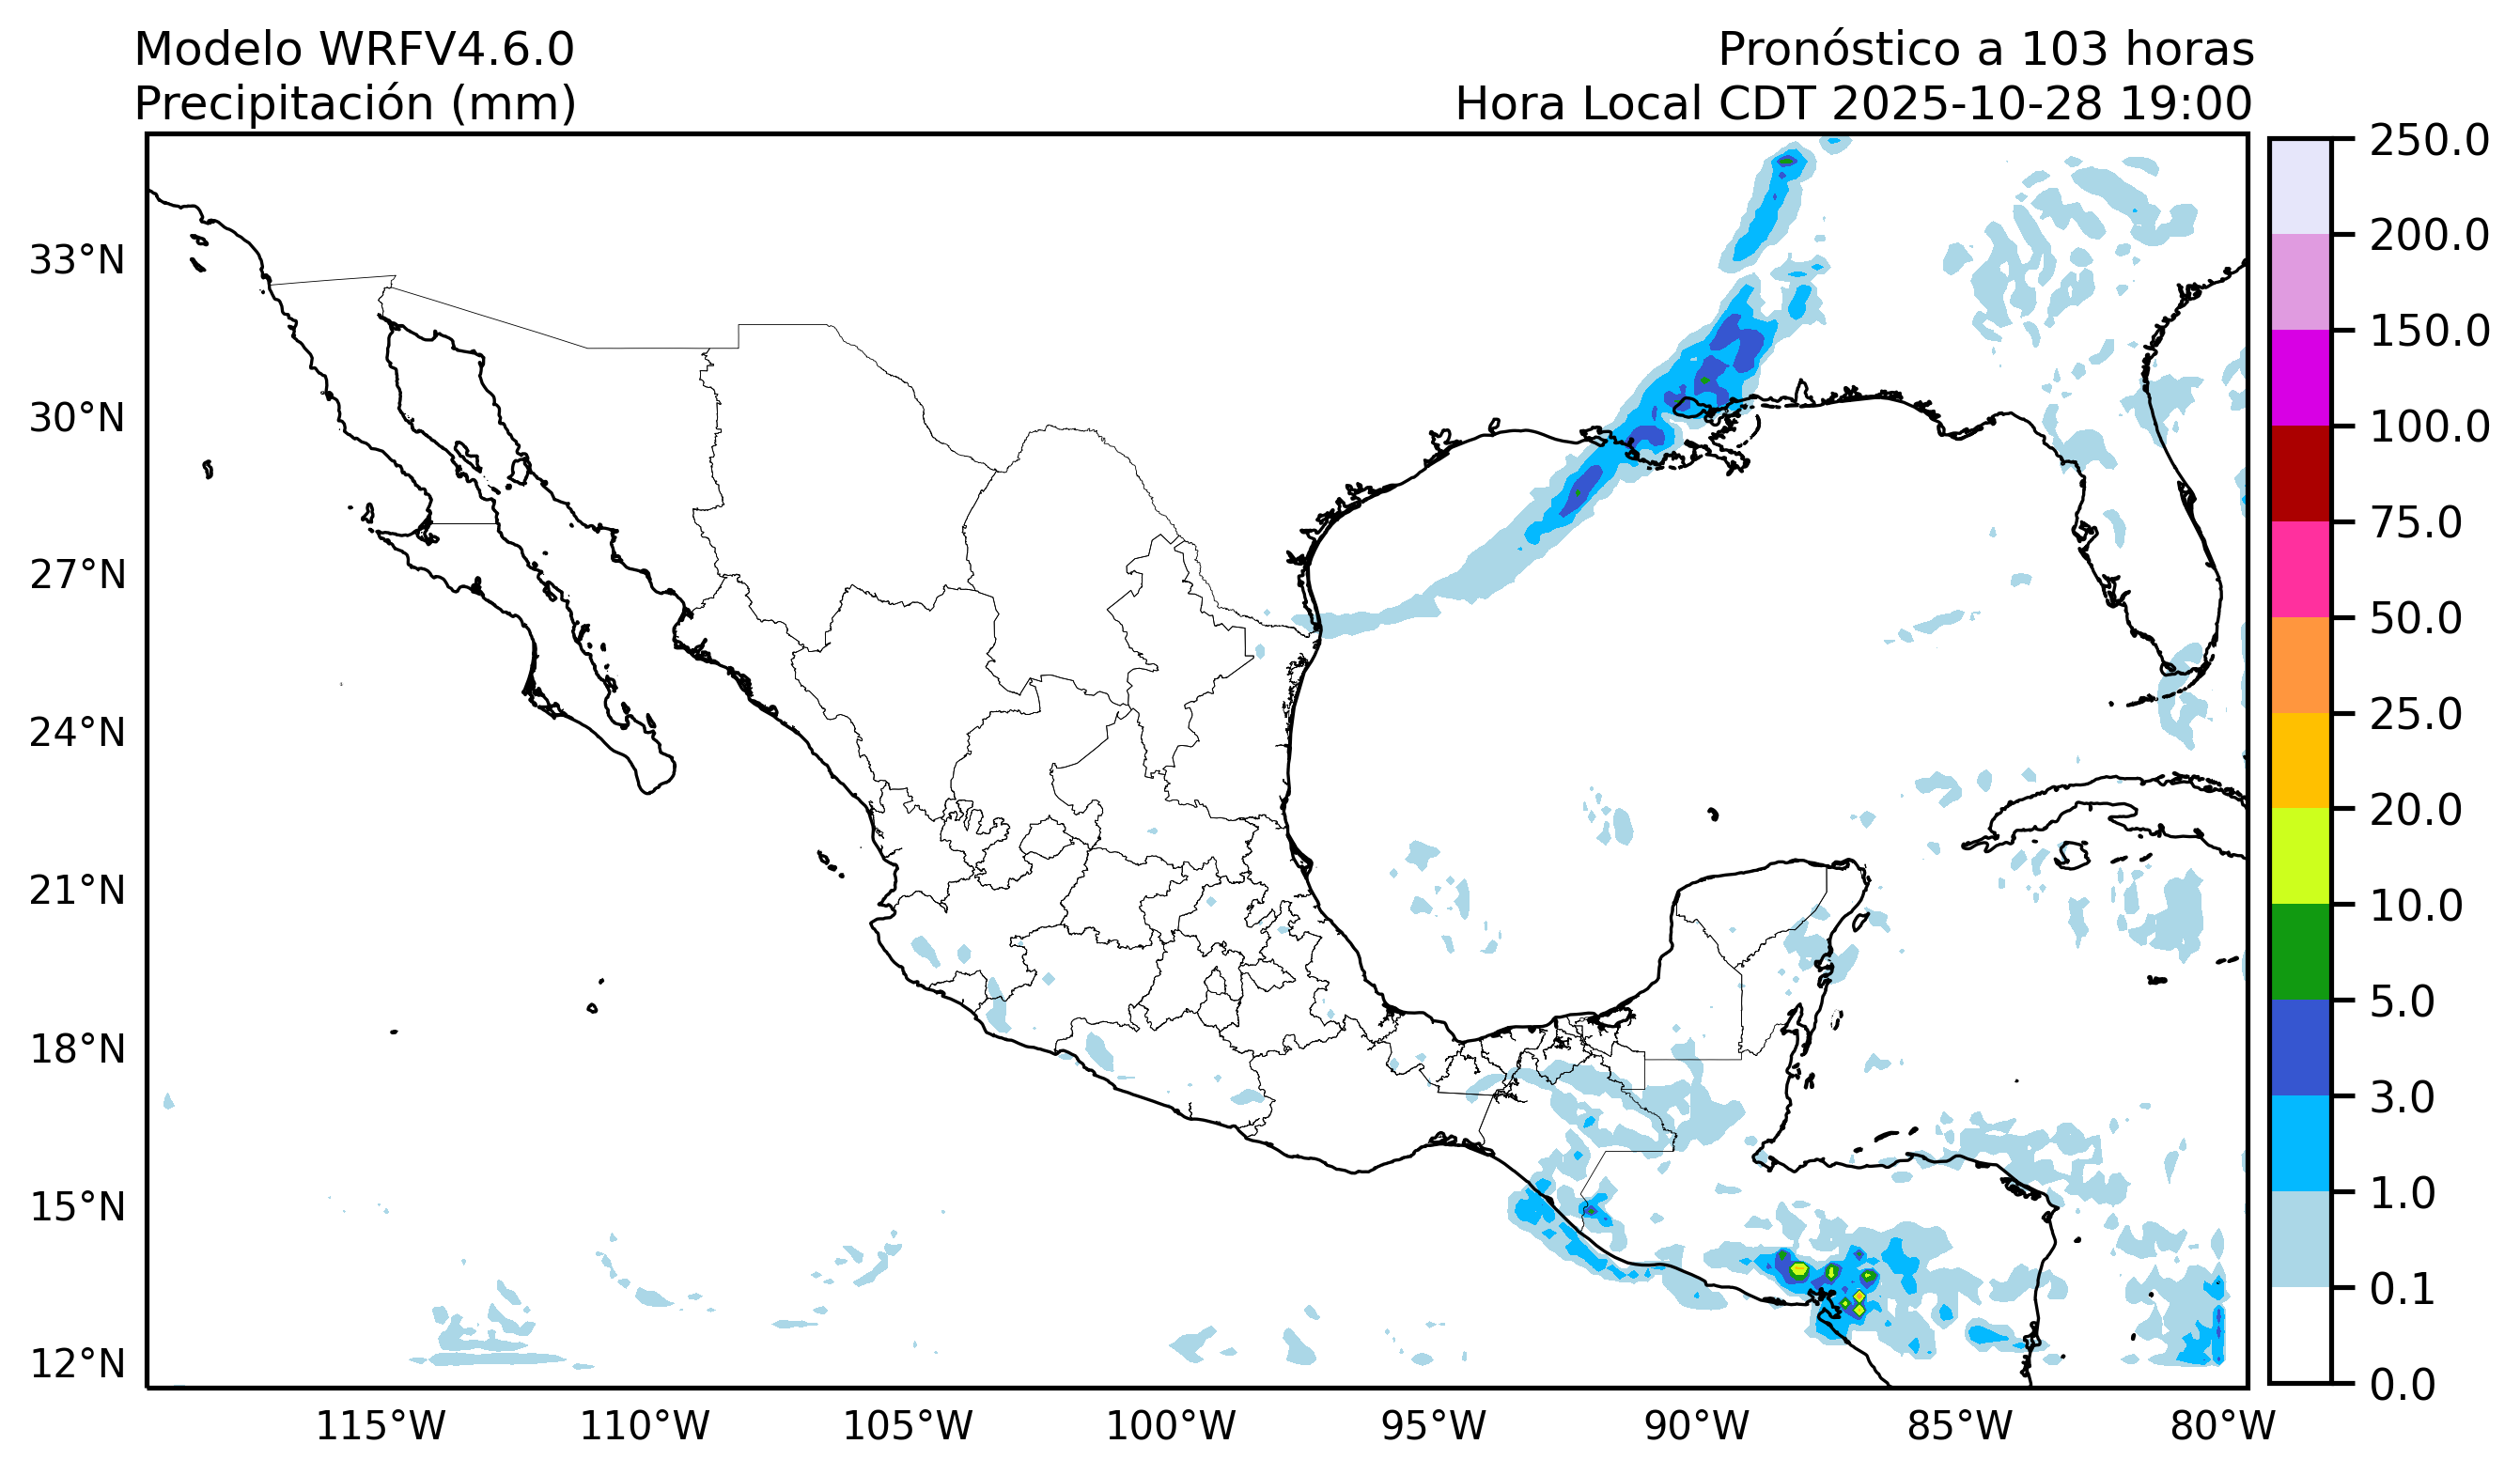 Modelo WRFV4.6.0
Precipitación (mm)
Pronóstico a 103 horas
Hora Local CDT 2025-10-28 19:00
33°N
30°N
27°N
24°N
21°N
18°N
15°N
12°N
115°W
110°W
105°W
100°W
95°W
90°W
85°W
80°W
250.0
200.0
150.0
100.0
75.0
50.0
25.0
20.0
10.0
5.0
3.0
1.0
0.1
0.0